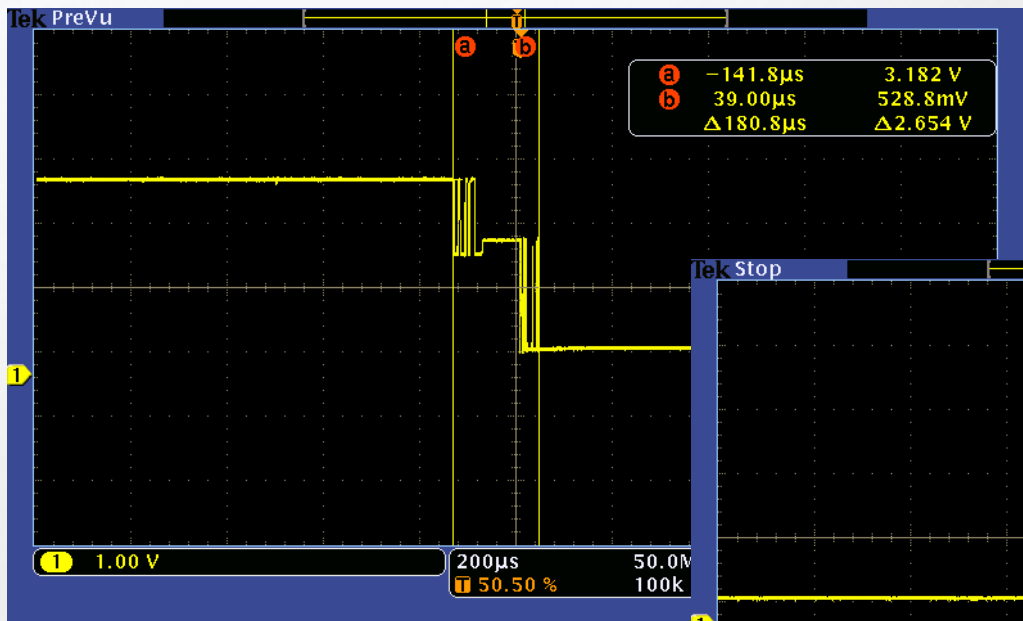 Tek PreVu
T
a b
a -141.8µs 3.182 V
b 39.00µs 528.8mV
Δ180.8µs Δ2.654 V
1
Tek Stop
1 1.00 V
200µs 50.0M
T 50.50 % 100k
1